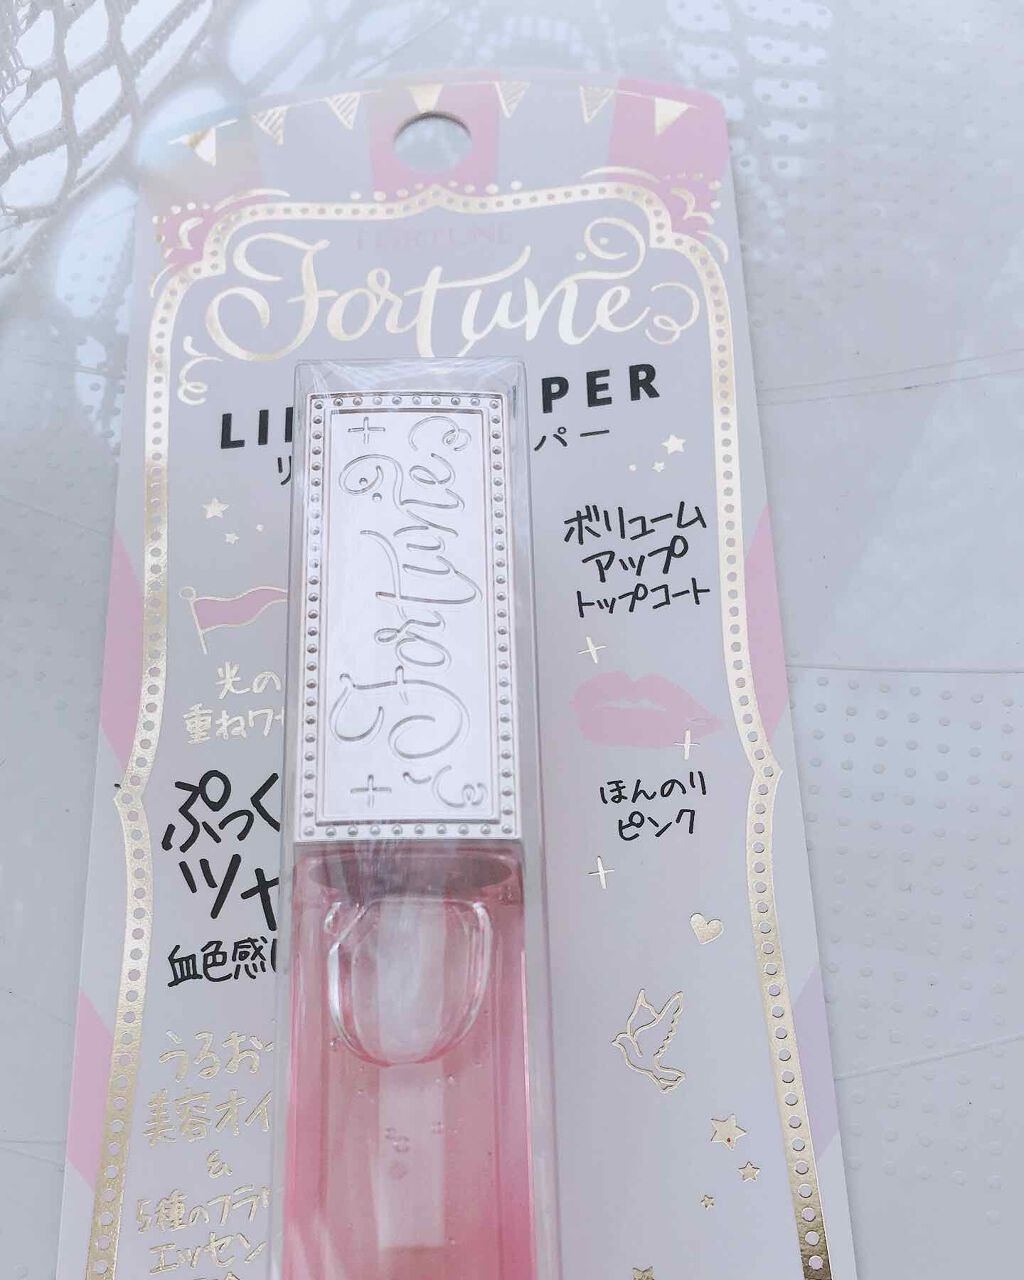 FORTUNE
Fortune
LI PER
リ パー
Fortune
ボリューム
アップ
トップコート
光の
重ねワ
ぷっく
ツヤ
血色感
ほんのり
ピンク
うるお
美容オイ
&
5種のフラ
エッセン